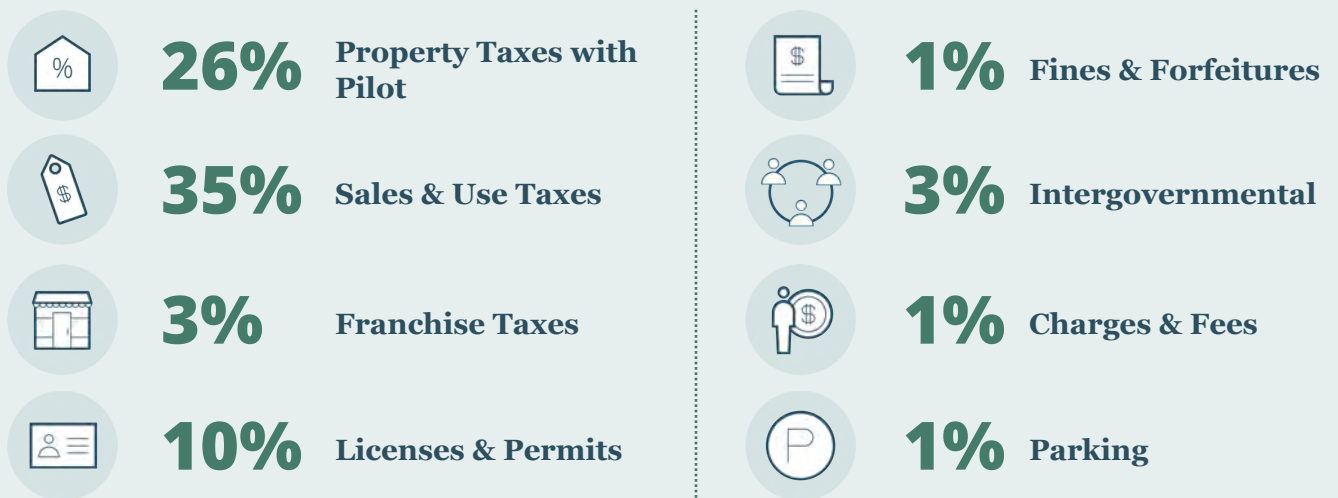 %
26%
Property Taxes with
Pilot
$
35%
Sales & Use Taxes
3%
Franchise Taxes
10%
Licenses & Permits
$
1%
Fines & Forfeitures
3%
Intergovernmental
$
1%
Charges & Fees
P
1%
Parking